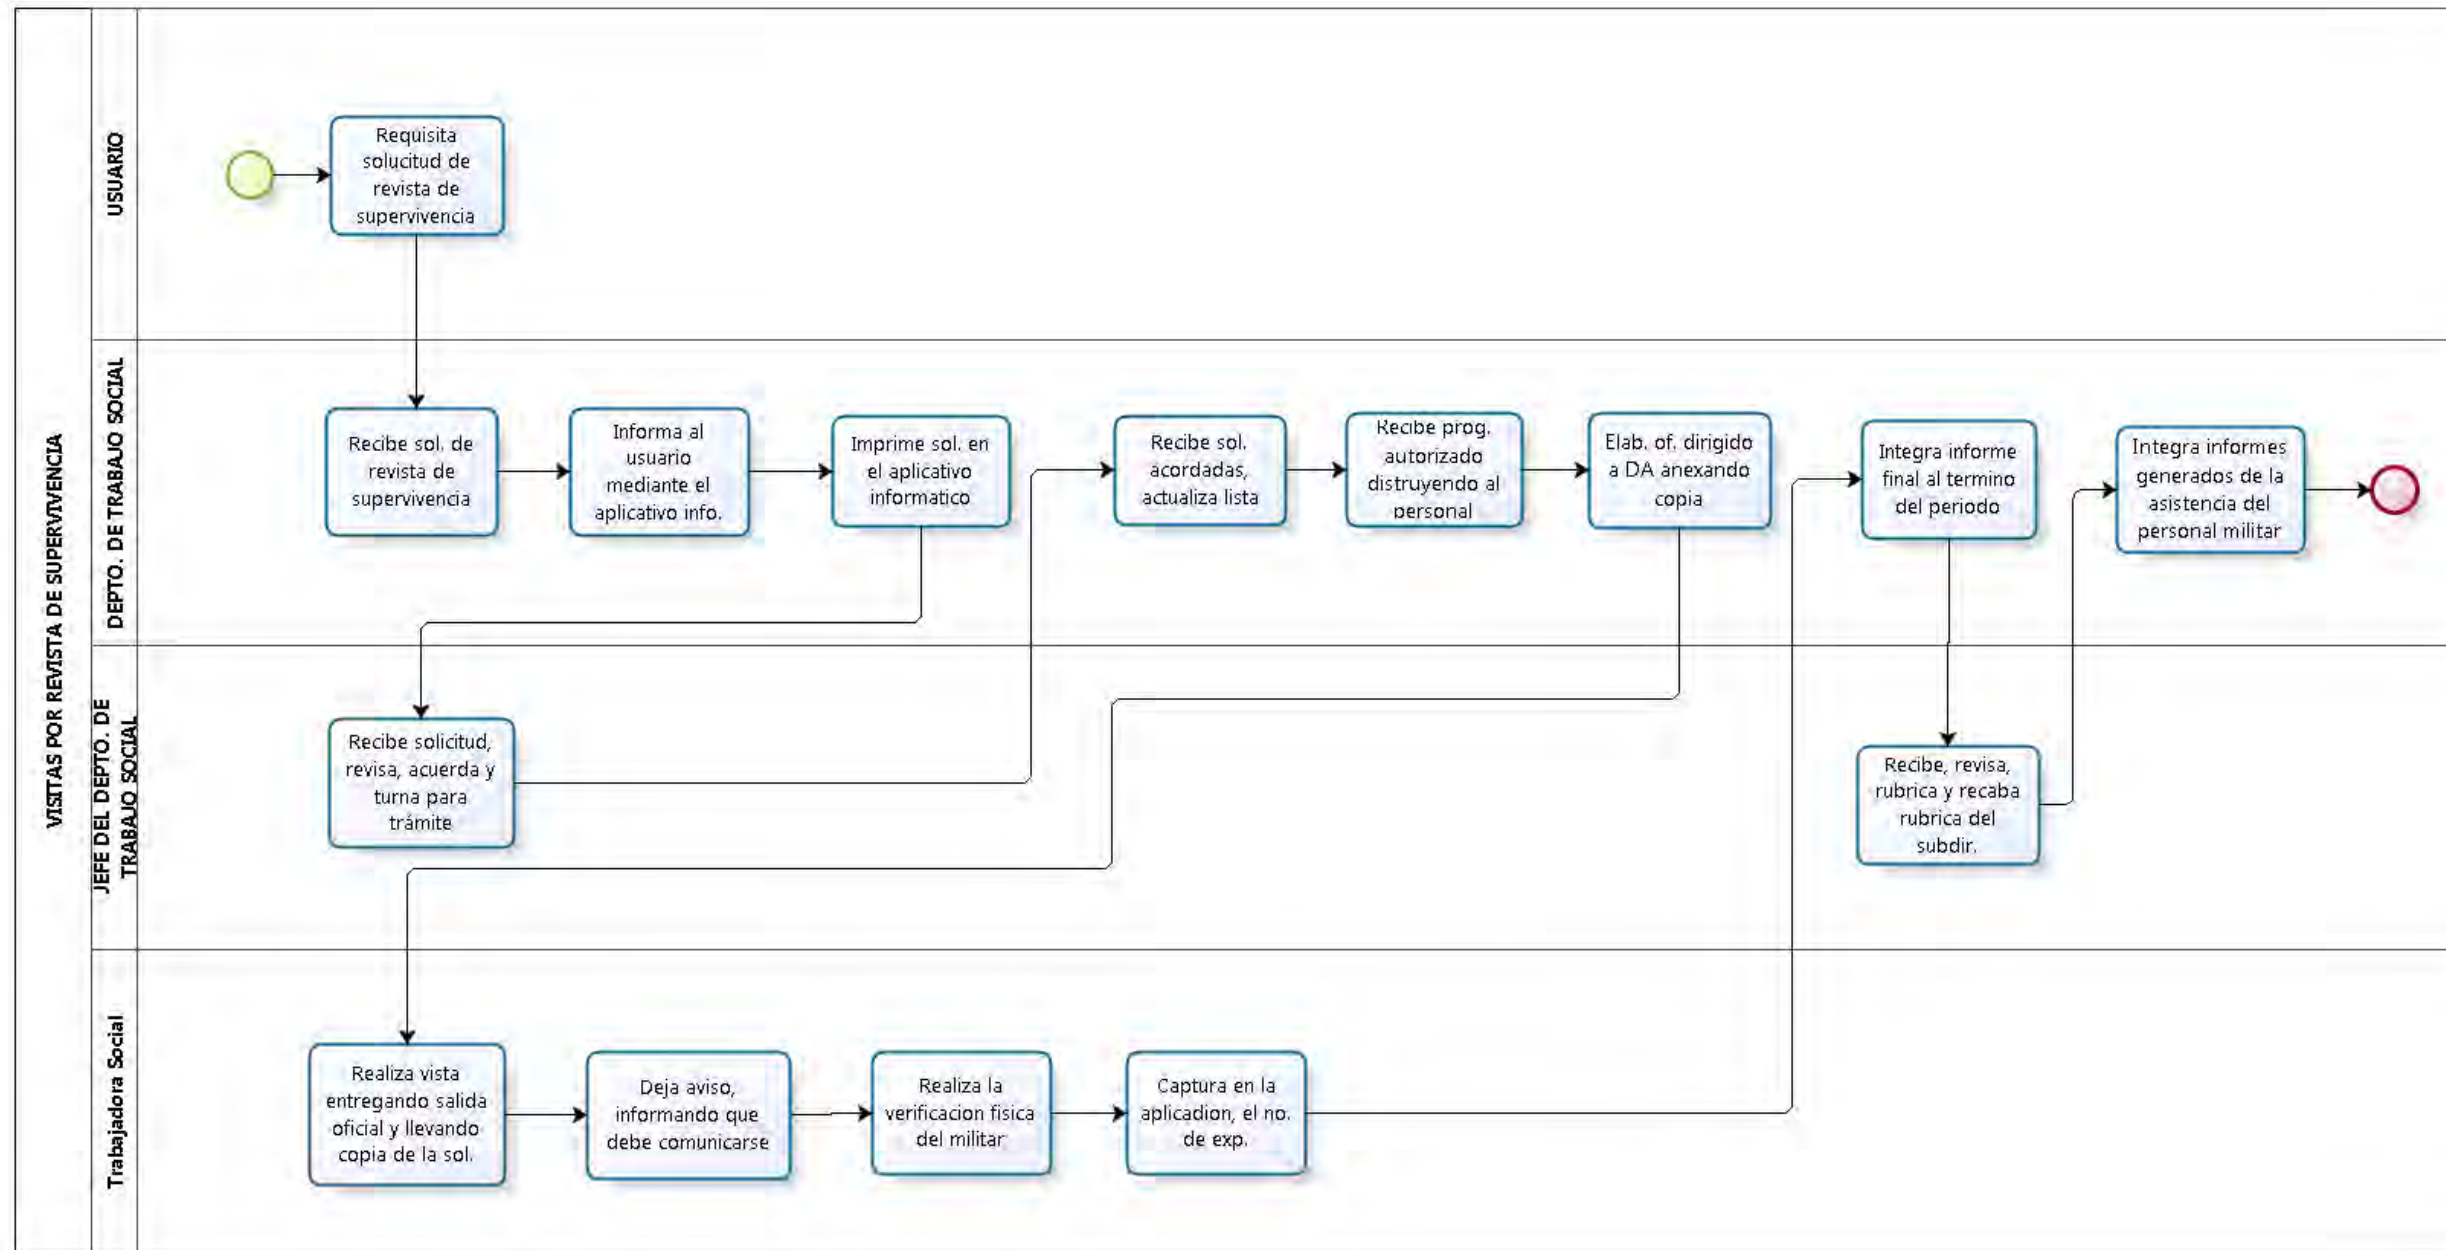 VISITAS POR REVISTA DE SUPERVIVENCIA
USUARIO
Requisita
solucitud de
revista de
supervivencia
DEPTO. DE TRABAJO SOCIAL
Recibe sol. de
revista de
supervivencia
Informa al
usuario
mediante el
aplicativo info.
Imprime sol. en
el aplicativo
informatico
Recibe sol.
acordadas,
actualiza lista
Recibe prog.
autorizado
distruyendo al
personal
Elab. of. dirigido
a DA anexando
copia
Integra informe
final al termino
del periodo
Integra informes
generados de la
asistencia del
personal militar
JEFE DEL DEPTO. DE
TRABAJO SOCIAL
Recibe solicitud,
revisa, acuerda y
turna para
trámite
Recibe, revisa,
rubrica y recaba
rubrica del
subdir.
Trabajadora Social
Realiza vista
entregando salida
oficial y llevando
copia de la sol.
Deja aviso,
informando que
debe comunicarse
Realiza la
verificacion fisica
del militar
Captura en la
aplicadion, el no.
de exp.